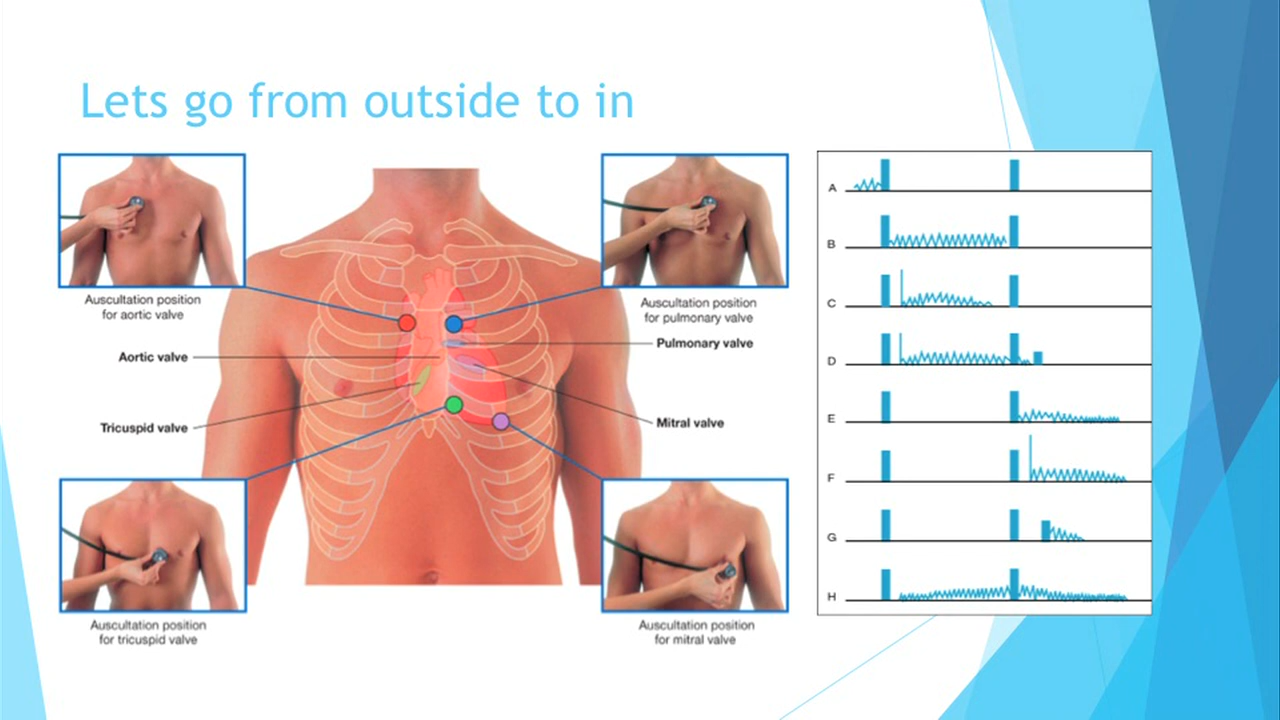 Lets go from outside to in
Auscultation position
for aortic valve
Auscultation position
for pulmonary valve
Aortic valve
Pulmonary valve
Tricuspid valve
Mitral valve
Auscultation position
for tricuspid valve
Auscultation position
for mitral valve
A
B
C
D
E
F
G
H